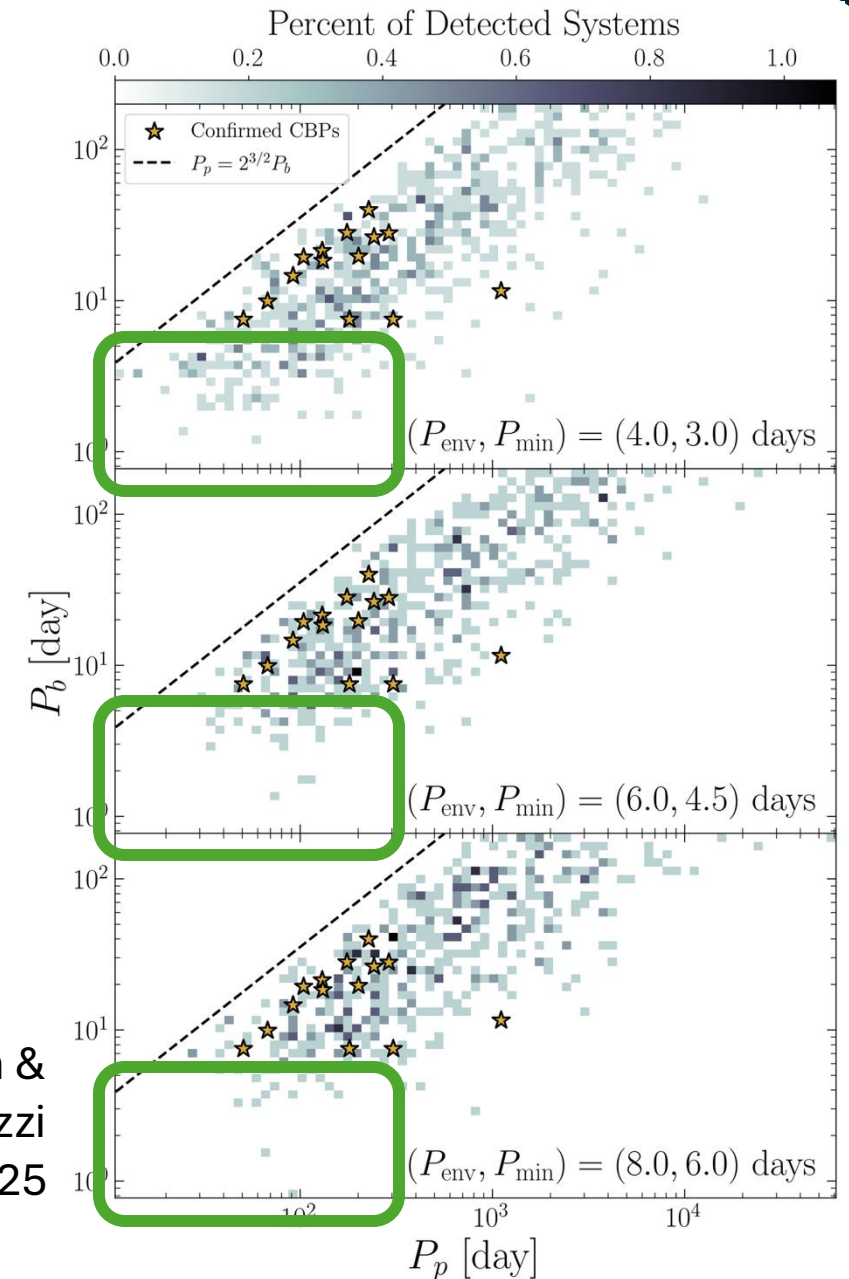 Percent of Detected Systems
0.0 0.2 0.4 0.6 0.8 1.0
Confirmed CBPs
P_p = 2^{3/2}P_b
10^2
10^1
(P_env, P_min) = (4.0, 3.0) days
10^2
10^1
(P_env, P_min) = (6.0, 4.5) days
P_b [day]
10^2
10^1
&
zzi
25
(P_env, P_min) = (8.0, 6.0) days
10^2 10^3 10^4
P_p [day]